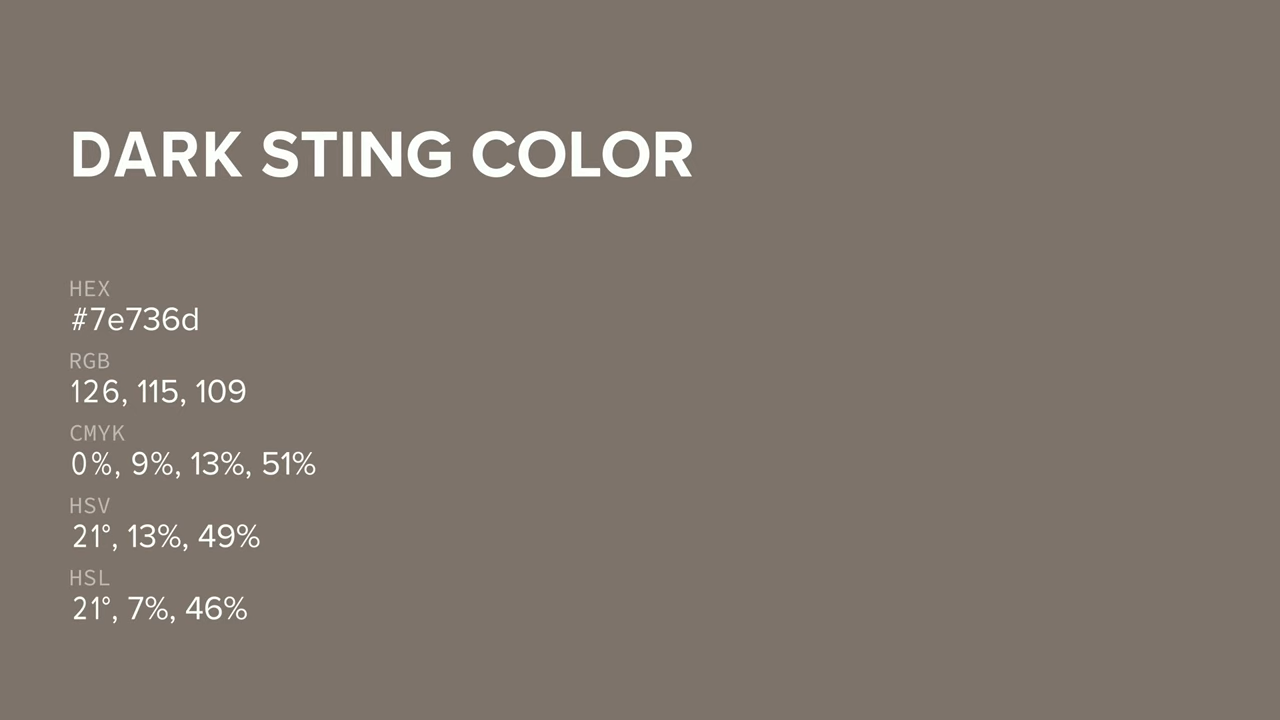 DARK STING COLOR
HEX
#7e736d
RGB
126, 115, 109
CMYK
0%, 9%, 13%, 51%
HSV
21°, 13%, 49%
HSL
21°, 7%, 46%